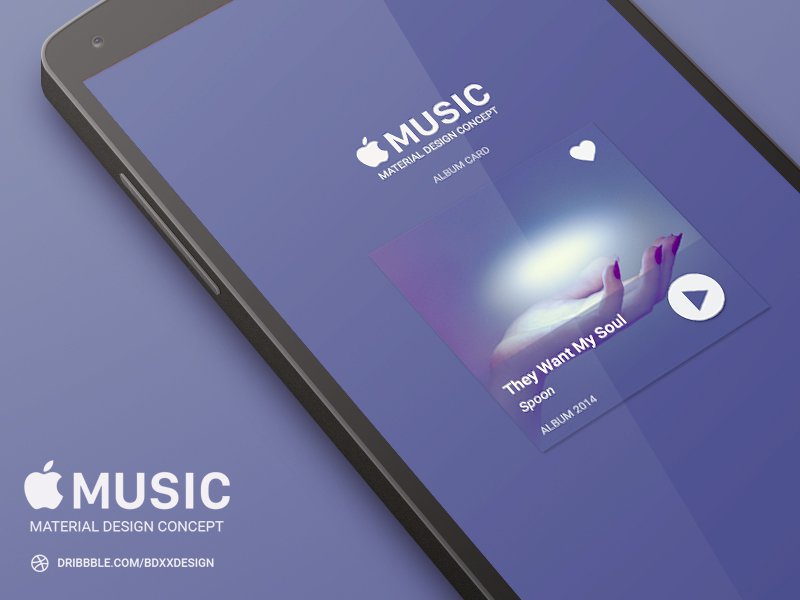 MUSIC
MATERIAL DESIGN CONCEPT
ALBUM CARD
They Want My Soul
Spoon
ALBUM 2014
MUSIC
MATERIAL DESIGN CONCEPT
DRIBBBLE.COM/BDXXDESIGN